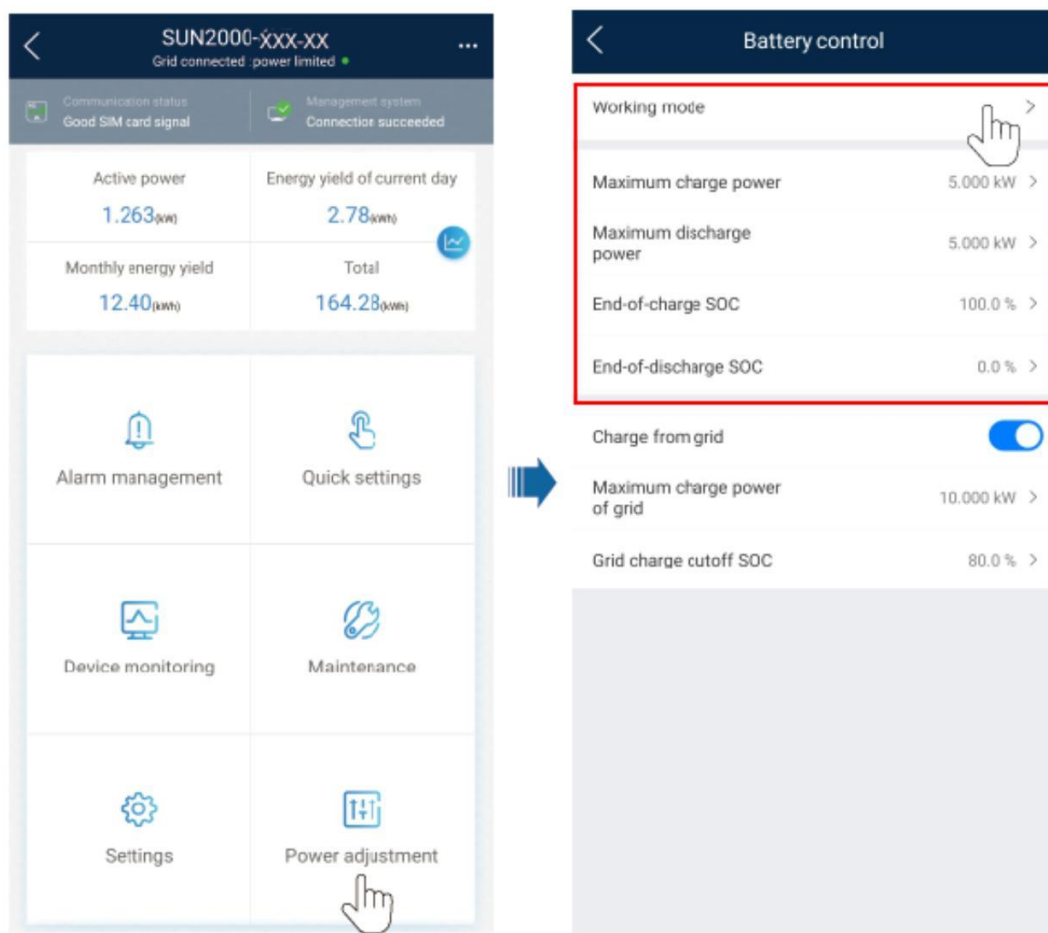 SUN2000-XXX-XX
...
Grid connected :power limited
Communication status
Good SIM card signal
Management system
Connection succeeded
Active power
1.263(kW)
Energy yield of current day
2.78(kWh)
Monthly energy yield
12.40(kWh)
Total
164.28(kWh)
Alarm management
Quick settings
Device monitoring
Maintenance
Settings
Power adjustment
Battery control
Working mode
Maximum charge power 5.000 kW
Maximum discharge
power
5.000 kW
End-of-charge SOC 100.0 %
End-of-discharge SOC 0.0 %
Charge from grid
Maximum charge power
of grid
10.000 kW
Grid charge cutoff SOC 80.0 %